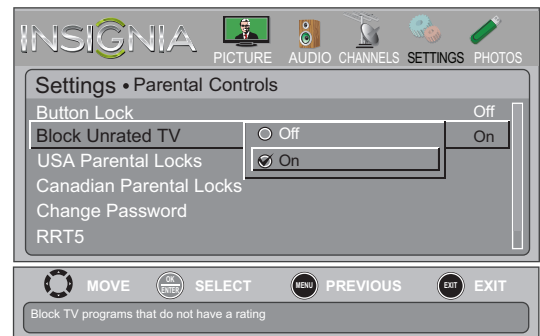 INSIGNIA
PICTURE AUDIO CHANNELS SETTINGS PHOTOS
Settings • Parental Controls
Button Lock Off
Block Unrated TV Off On
On
USA Parental Locks
Canadian Parental Locks
Change Password
RRT5
MOVE OK ENTER SELECT MENU PREVIOUS EXIT EXIT
Block TV programs that do not have a rating